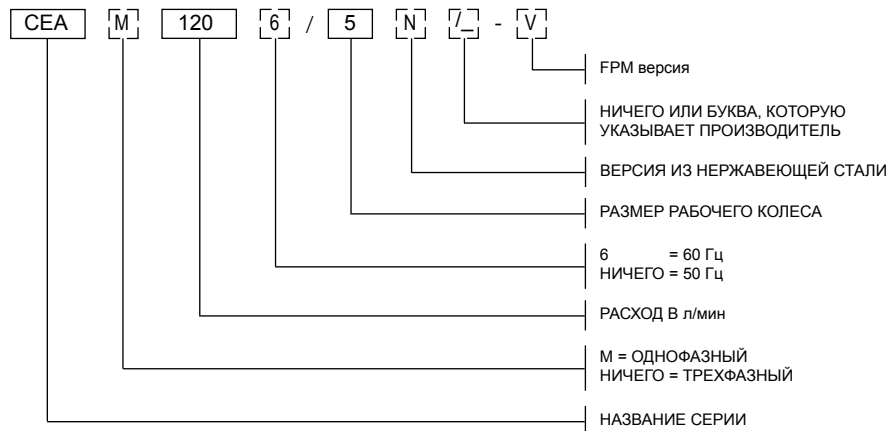 CEA M 120 6 / 5 N /_ - V
FPM версия
НИЧЕГО ИЛИ БУКВА, КОТОРУЮ
УКАЗЫВАЕТ ПРОИЗВОДИТЕЛЬ
ВЕРСИЯ ИЗ НЕРЖАВЕЮЩЕЙ СТАЛИ
РАЗМЕР РАБОЧЕГО КОЛЕСА
6 = 60 Гц
НИЧЕГО = 50 Гц
РАСХОД В л/мин
М = ОДНОФАЗНЫЙ
НИЧЕГО = ТРЕХФАЗНЫЙ
НАЗВАНИЕ СЕРИИ